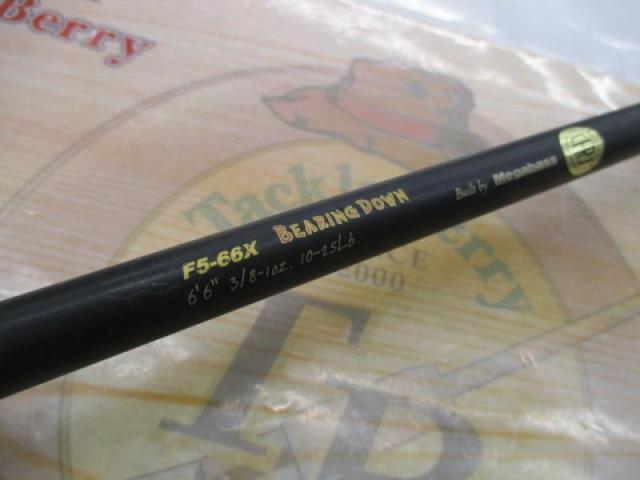 Berry
F5-66X BEARING DOWN Built by Megabass
6'6" 3/8-1oz. 10-25Lb.
Tackle Berry
SINCE 2000
TB